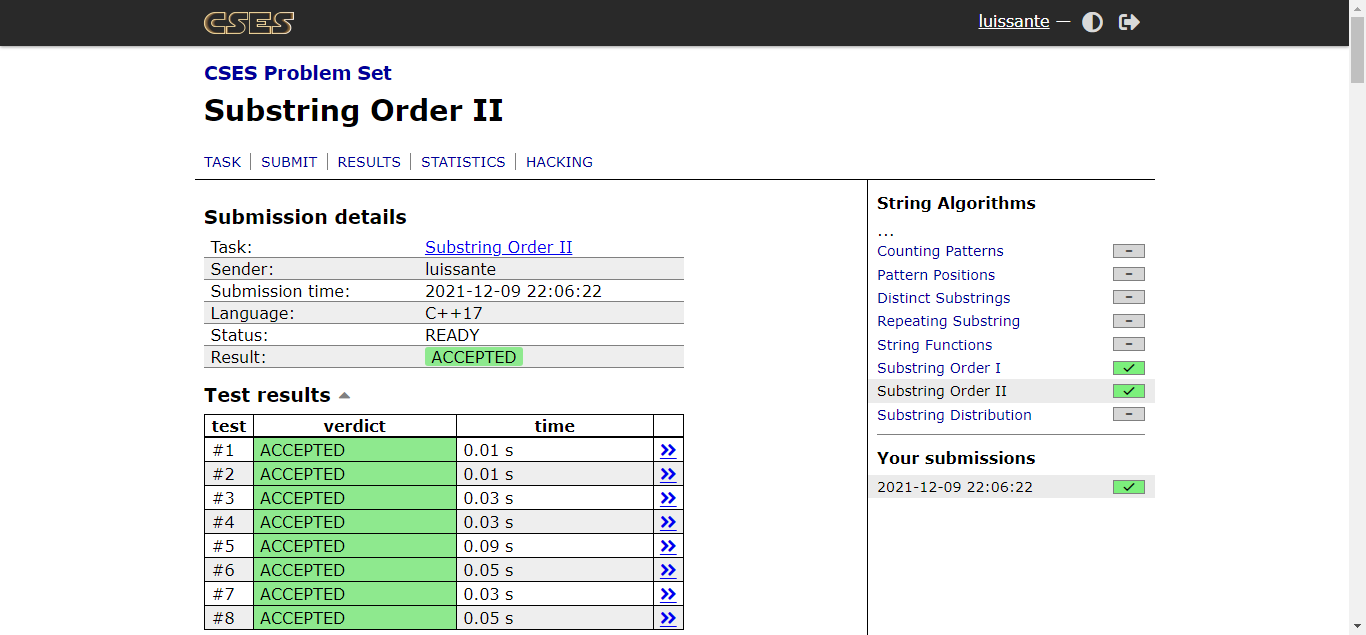 CSES
luissante —
CSES Problem Set
Substring Order II
TASK | SUBMIT | RESULTS | STATISTICS | HACKING
Submission details
Task: Substring Order II
Sender: luissante
Submission time: 2021-12-09 22:06:22
Language: C++17
Status: READY
Result: ACCEPTED
Test results
test verdict time
#1 ACCEPTED 0.01 s »
#2 ACCEPTED 0.01 s »
#3 ACCEPTED 0.03 s »
#4 ACCEPTED 0.03 s »
#5 ACCEPTED 0.09 s »
#6 ACCEPTED 0.05 s »
#7 ACCEPTED 0.03 s »
#8 ACCEPTED 0.05 s »
String Algorithms
...
Counting Patterns –
Pattern Positions –
Distinct Substrings –
Repeating Substring –
String Functions –
Substring Order I ✓
Substring Order II ✓
Substring Distribution –
Your submissions
2021-12-09 22:06:22 ✓